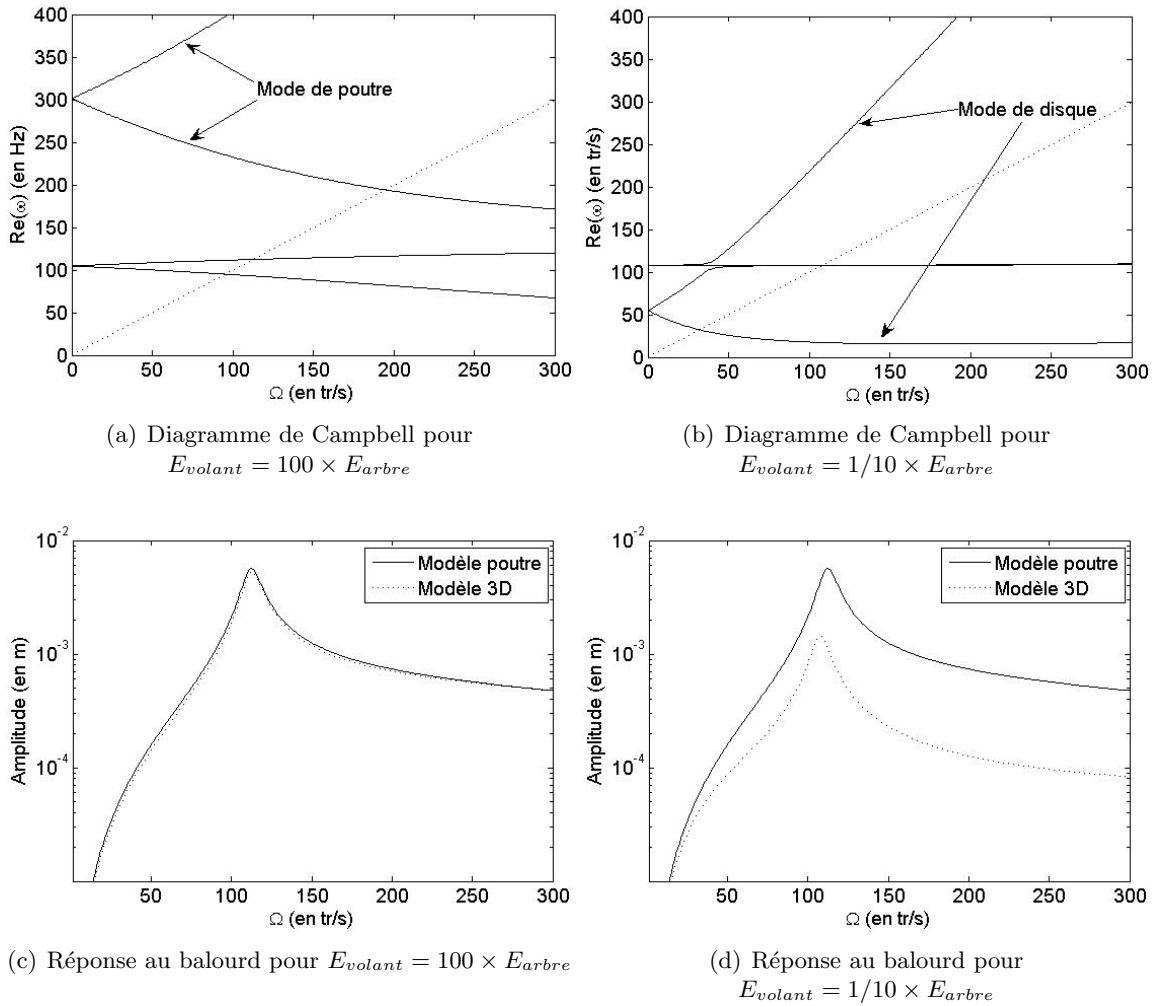 400
350
300
250
200
150
100
50
0
Re(ω) (en Hz)
Mode de poutre
0 50 100 150 200 250 300
Ω (en tr/s)
(a) Diagramme de Campbell pour
E_volant = 100 × E_arbre
400
350
300
250
200
150
100
50
0
Re(ω) (en tr/s)
Mode de disque
0 50 100 150 200 250 300
Ω (en tr/s)
(b) Diagramme de Campbell pour
E_volant = 1/10 × E_arbre
10^-2
10^-3
10^-4
Amplitude (en m)
Modèle poutre
Modèle 3D
50 100 150 200 250 300
Ω (en tr/s)
(c) Réponse au balourd pour E_volant = 100 × E_arbre
10^-2
10^-3
10^-4
Amplitude (en m)
Modèle poutre
Modèle 3D
50 100 150 200 250 300
Ω (en tr/s)
(d) Réponse au balourd pour
E_volant = 1/10 × E_arbre